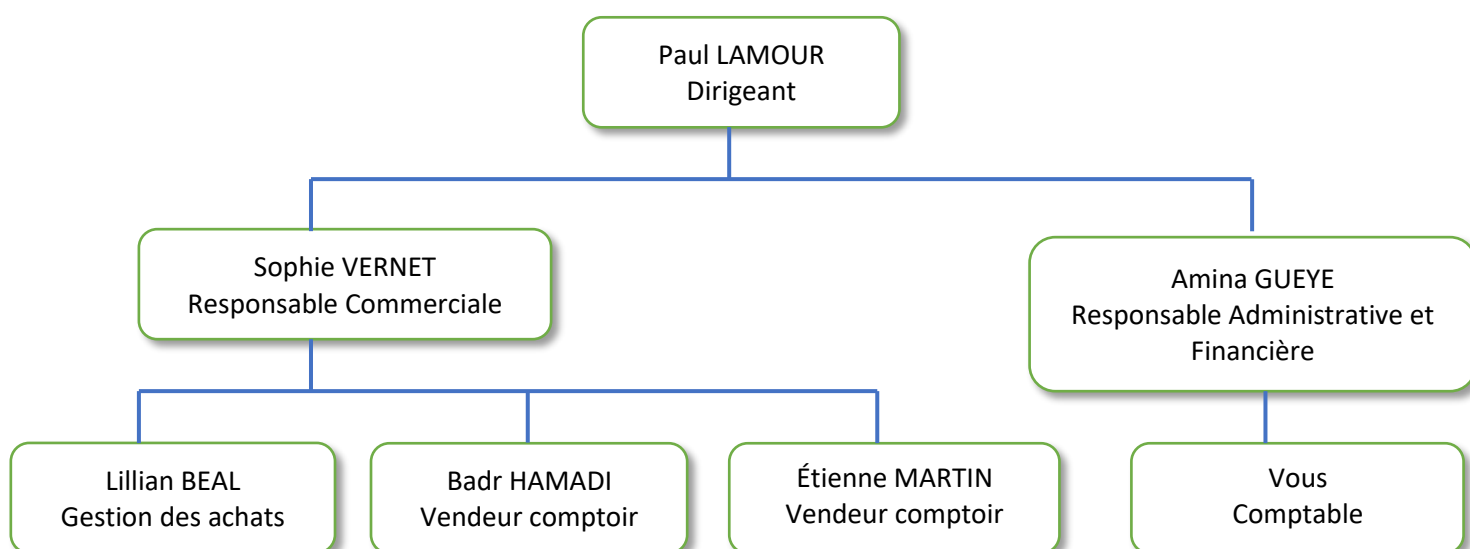 Paul LAMOUR
Dirigeant
Sophie VERNET
Responsable Commerciale
Amina GUEYE
Responsable Administrative et
Financière
Lillian BEAL
Gestion des achats
Badr HAMADI
Vendeur comptoir
Étienne MARTIN
Vendeur comptoir
Vous
Comptable